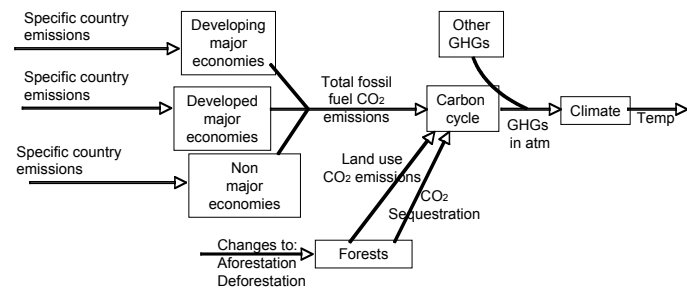 Specific country
emissions
Developing
major
economies
Specific country
emissions
Developed
major
economies
Specific country
emissions
Non
major
economies
Total fossil
fuel CO2
emissions
Other
GHGs
Carbon
cycle
GHGs
in atm
Climate
Temp
Land use
CO2 emissions
CO2
Sequestration
Changes to:
Aforestation
Deforestation
Forests